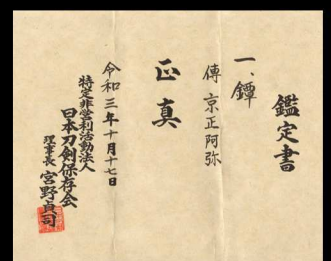 鑑定書
一、鐔
傳 京正阿弥
正真
令和三年十月十七日
特定非営利活動法人
日本刀剣保存会
理事長 宮野貞司